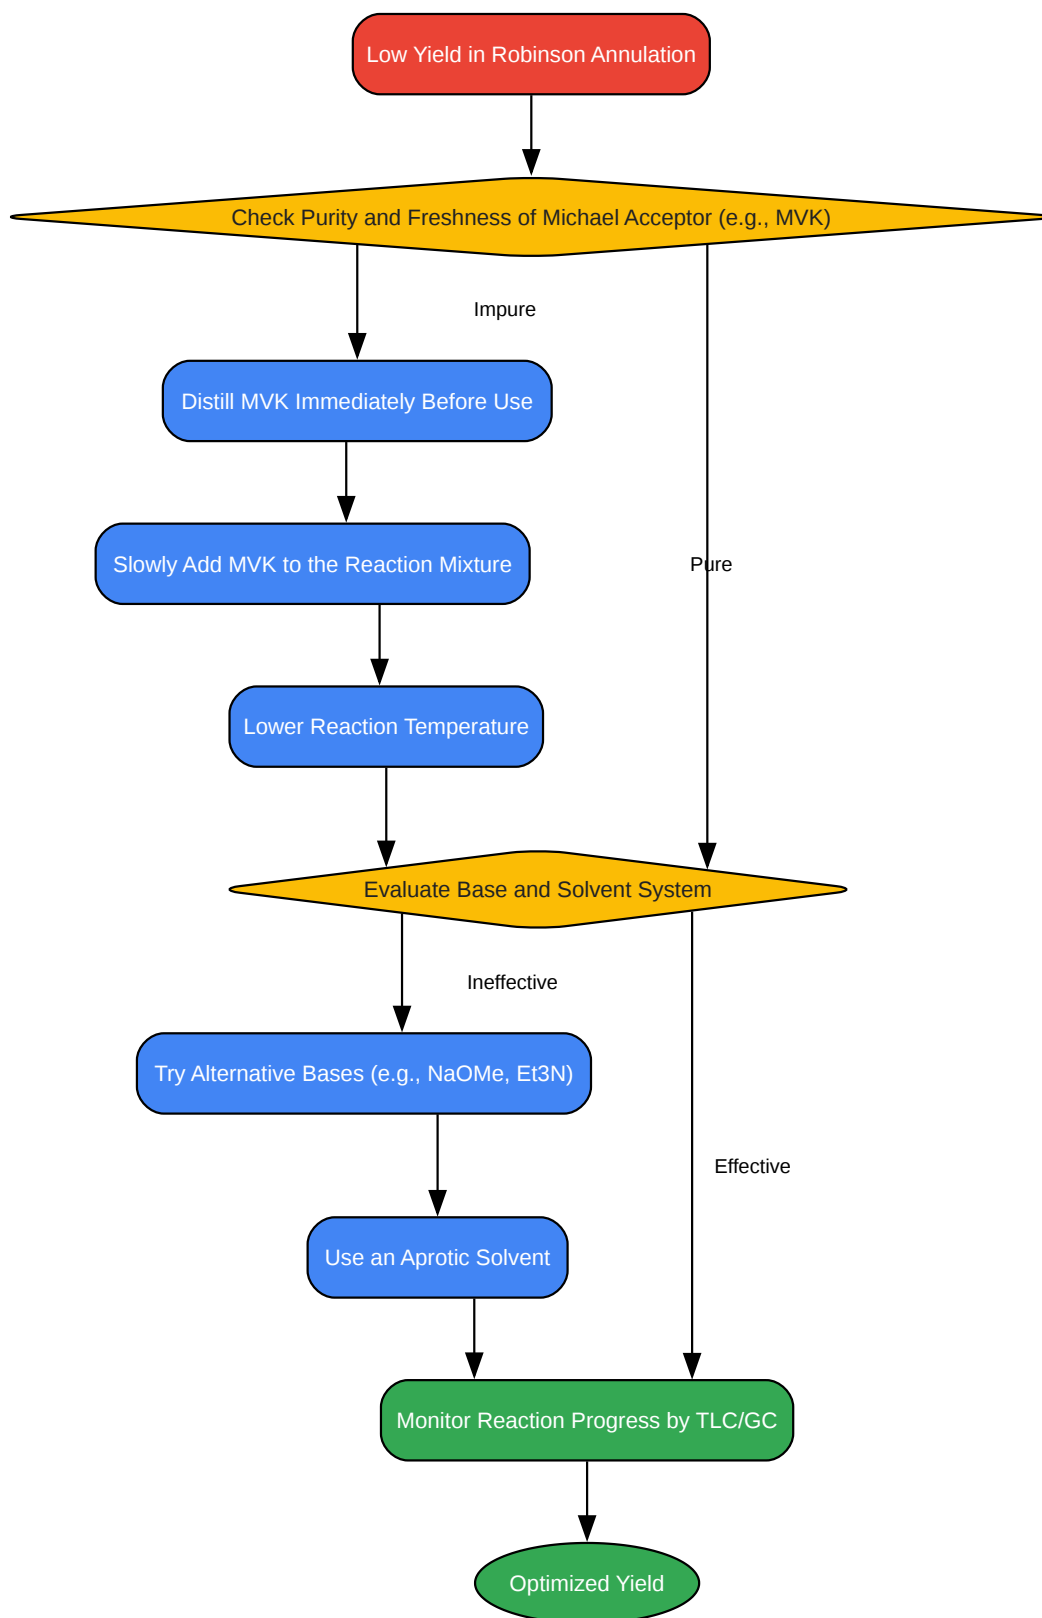 Low Yield in Robinson Annulation
Check Purity and Freshness of Michael Acceptor (e.g., MVK)
Impure
Distill MVK Immediately Before Use
Slowly Add MVK to the Reaction Mixture
Pure
Lower Reaction Temperature
Evaluate Base and Solvent System
Ineffective
Try Alternative Bases (e.g., NaOMe, Et3N)
Effective
Use an Aprotic Solvent
Monitor Reaction Progress by TLC/GC
Optimized Yield